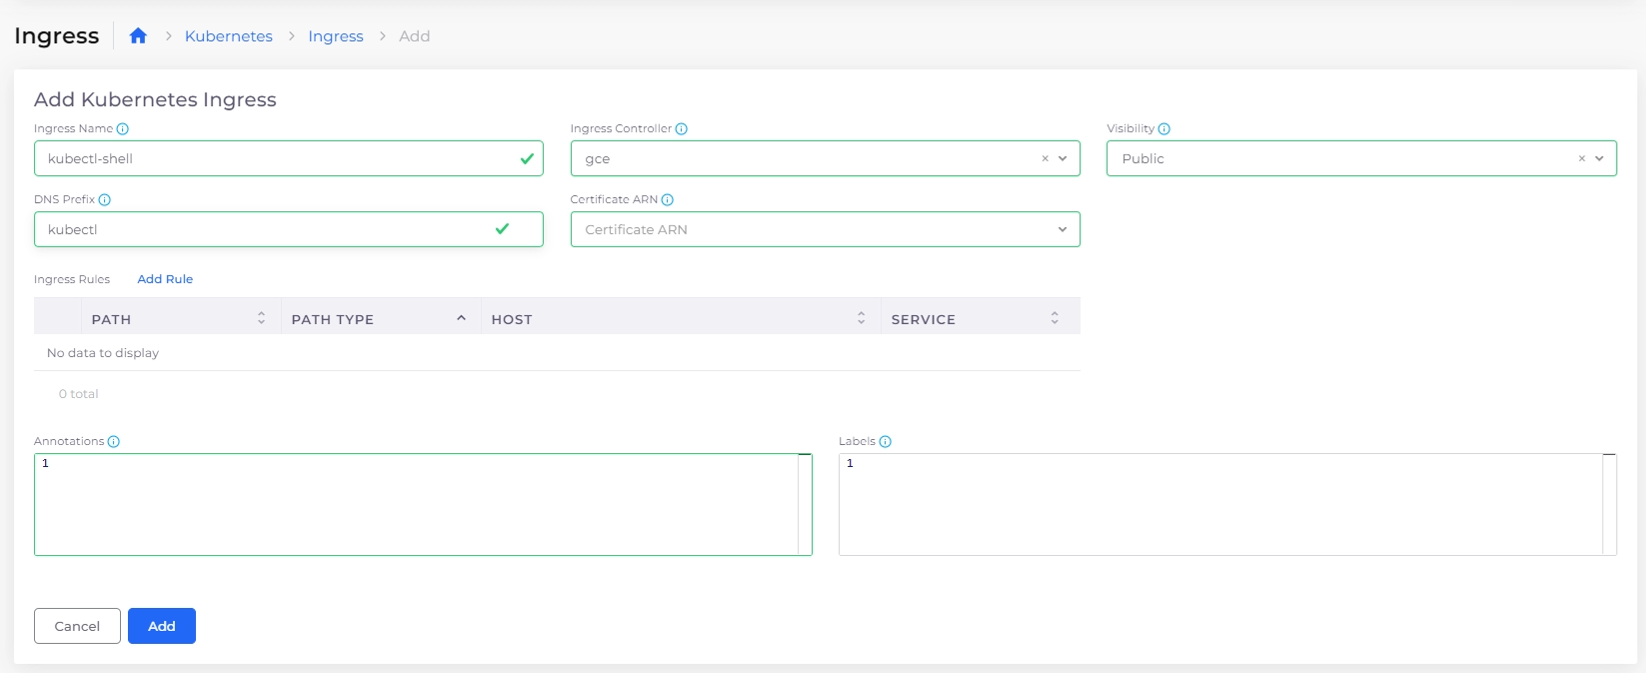 Ingress Kubernetes Ingress Add
Add Kubernetes Ingress
Ingress Name Ingress Controller Visibility
kubectl-shell gce Public
DNS Prefix Certificate ARN
kubectl Certificate ARN
Ingress Rules Add Rule
PATH PATH TYPE HOST SERVICE
No data to display
0 total
Annotations Labels
1 1
Cancel Add